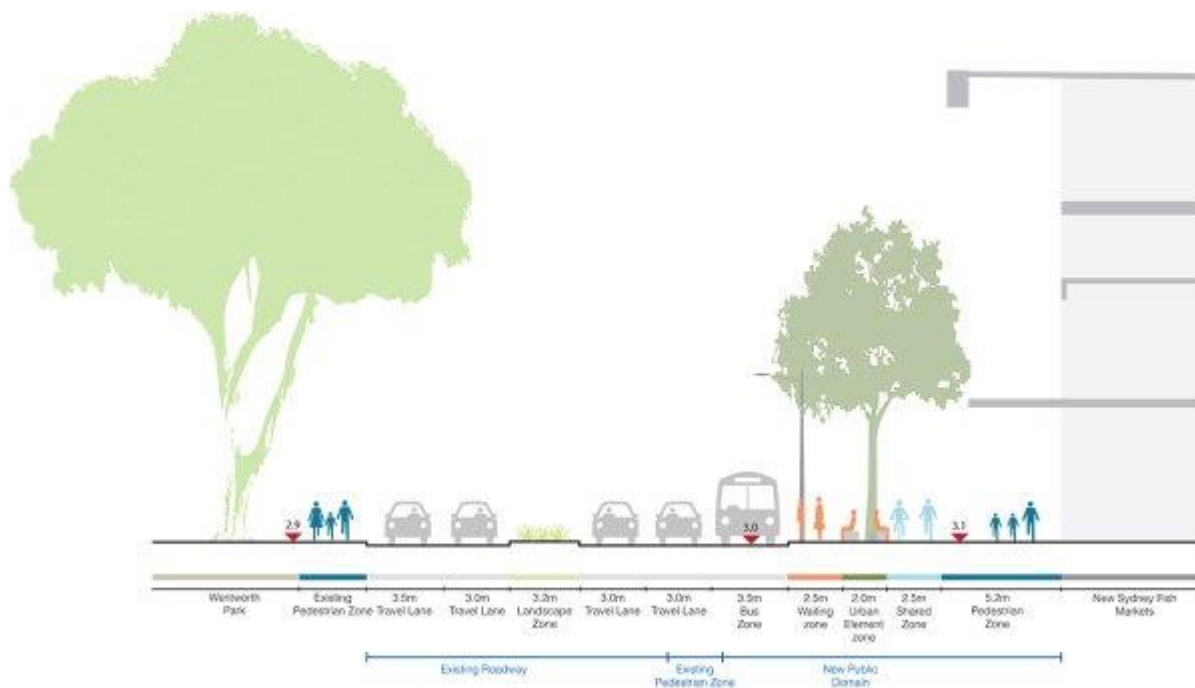 2.9
3.0
3.1
Wentworth
Park
Existing
Pedestrian Zone
3.5m
Travel Lane
3.0m
Travel Lane
3.2m
Landscape
Zone
3.0m
Travel Lane
3.0m
Travel Lane
3.5m
Bus
Zone
2.5m
Waiting
zone
2.0m
Urban
Element
zone
2.5m
Shared
Zone
5.2m
Pedestrian
Zone
New Sydney Fish
Markets
Existing Roadway
Existing
Pedestrian Zone
New Public
Domain